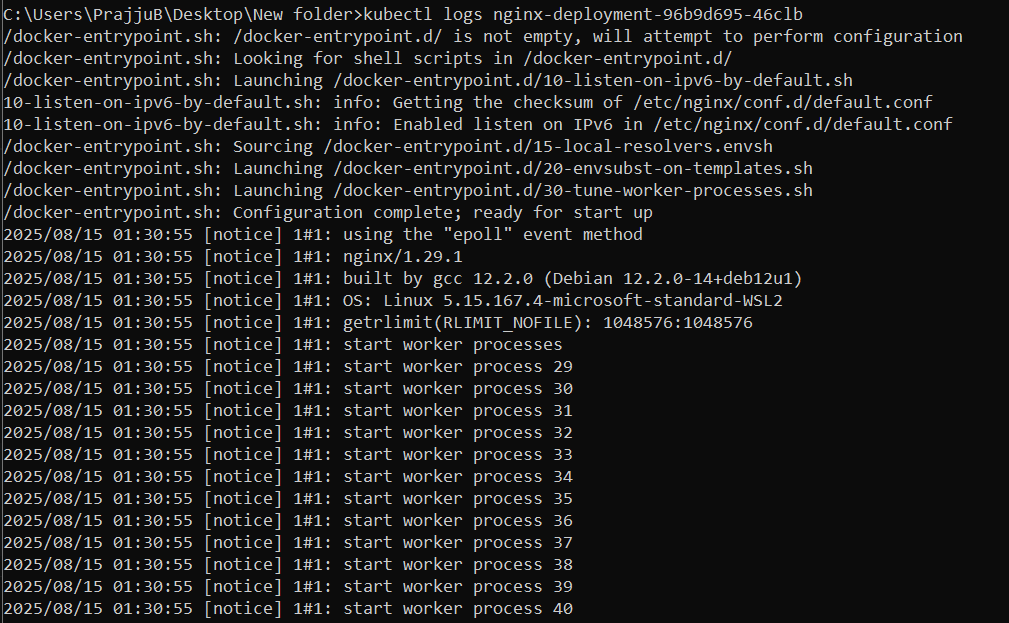 C:\Users\PrajjuB\Desktop\New folder>kubectl logs nginx-deployment-96b9d695-46clb
/docker-entrypoint.sh: /docker-entrypoint.d/ is not empty, will attempt to perform configuration
/docker-entrypoint.sh: Looking for shell scripts in /docker-entrypoint.d/
/docker-entrypoint.sh: Launching /docker-entrypoint.d/10-listen-on-ipv6-by-default.sh
10-listen-on-ipv6-by-default.sh: info: Getting the checksum of /etc/nginx/conf.d/default.conf
10-listen-on-ipv6-by-default.sh: info: Enabled listen on IPv6 in /etc/nginx/conf.d/default.conf
/docker-entrypoint.sh: Sourcing /docker-entrypoint.d/15-local-resolvers.envsh
/docker-entrypoint.sh: Launching /docker-entrypoint.d/20-envsubst-on-templates.sh
/docker-entrypoint.sh: Launching /docker-entrypoint.d/30-tune-worker-processes.sh
/docker-entrypoint.sh: Configuration complete; ready for start up
2025/08/15 01:30:55 [notice] 1#1: using the "epoll" event method
2025/08/15 01:30:55 [notice] 1#1: nginx/1.29.1
2025/08/15 01:30:55 [notice] 1#1: built by gcc 12.2.0 (Debian 12.2.0-14+deb12u1)
2025/08/15 01:30:55 [notice] 1#1: OS: Linux 5.15.167.4-microsoft-standard-WSL2
2025/08/15 01:30:55 [notice] 1#1: getrlimit(RLIMIT_NOFILE): 1048576:1048576
2025/08/15 01:30:55 [notice] 1#1: start worker processes
2025/08/15 01:30:55 [notice] 1#1: start worker process 29
2025/08/15 01:30:55 [notice] 1#1: start worker process 30
2025/08/15 01:30:55 [notice] 1#1: start worker process 31
2025/08/15 01:30:55 [notice] 1#1: start worker process 32
2025/08/15 01:30:55 [notice] 1#1: start worker process 33
2025/08/15 01:30:55 [notice] 1#1: start worker process 34
2025/08/15 01:30:55 [notice] 1#1: start worker process 35
2025/08/15 01:30:55 [notice] 1#1: start worker process 36
2025/08/15 01:30:55 [notice] 1#1: start worker process 37
2025/08/15 01:30:55 [notice] 1#1: start worker process 38
2025/08/15 01:30:55 [notice] 1#1: start worker process 39
2025/08/15 01:30:55 [notice] 1#1: start worker process 40